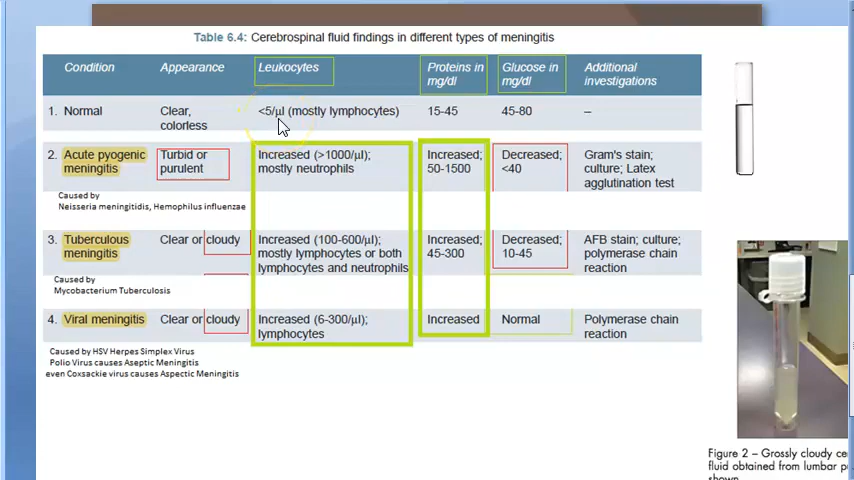 Table 6.4: Cerebrospinal fluid findings in different types of meningitis
Condition Appearance Leukocytes Proteins in mg/dl Glucose in mg/dl Additional investigations
1. Normal Clear, colorless <5/µl (mostly lymphocytes) 15-45 45-80 –
2. Acute pyogenic meningitis Turbid or purulent Increased (>1000/µl); mostly neutrophils Increased; 50-1500 Decreased; <40 Gram's stain; culture; Latex agglutination test
Caused by
Neisseria meningitidis, Hemophilus influenzae
3. Tuberculous meningitis Clear or cloudy Increased (100-600/µl); mostly lymphocytes or both lymphocytes and neutrophils Increased; 45-300 Decreased; 10-45 AFB stain; culture; polymerase chain reaction
Caused by
Mycobacterium Tuberculosis
4. Viral meningitis Clear or cloudy Increased (6-300/µl); lymphocytes Increased Normal Polymerase chain reaction
Caused by HSV Herpes Simplex Virus
Polio Virus causes Aseptic Meningitis
even Coxsackie virus causes Aspectic Meningitis
Figure 2 – Grossly cloudy ce
fluid obtained from lumbar pu
shown